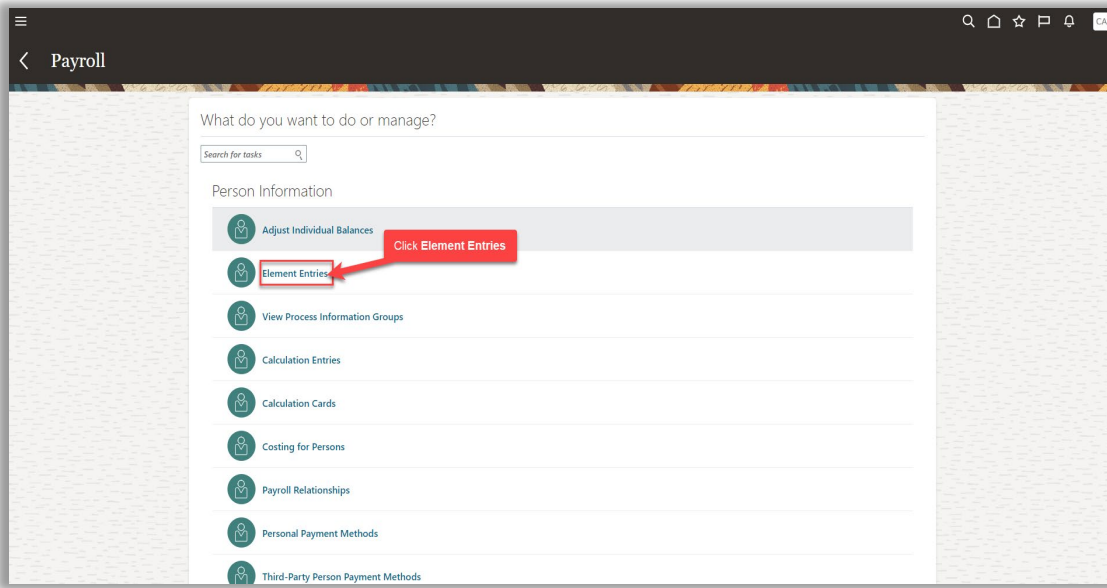 CA
Payroll
What do you want to do or manage?
Search for tasks
Person Information
Adjust Individual Balances
Click Element Entries
Element Entries
View Process Information Groups
Calculation Entries
Calculation Cards
Costing for Persons
Payroll Relationships
Personal Payment Methods
Third-Party Person Payment Methods